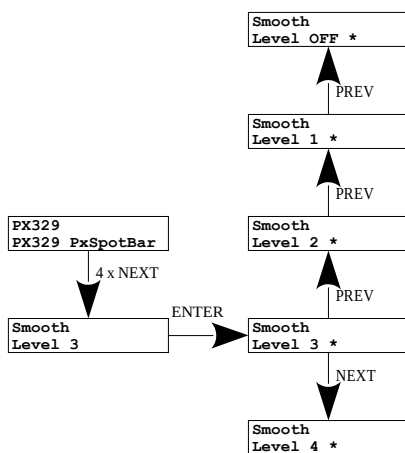 Smooth
Level OFF *
PREV
Smooth
Level 1 *
PREV
Smooth
Level 2 *
PREV
PX329
PX329 PxSpotBar
4 x NEXT
Smooth
Level 3
ENTER
Smooth
Level 3 *
NEXT
Smooth
Level 4 *